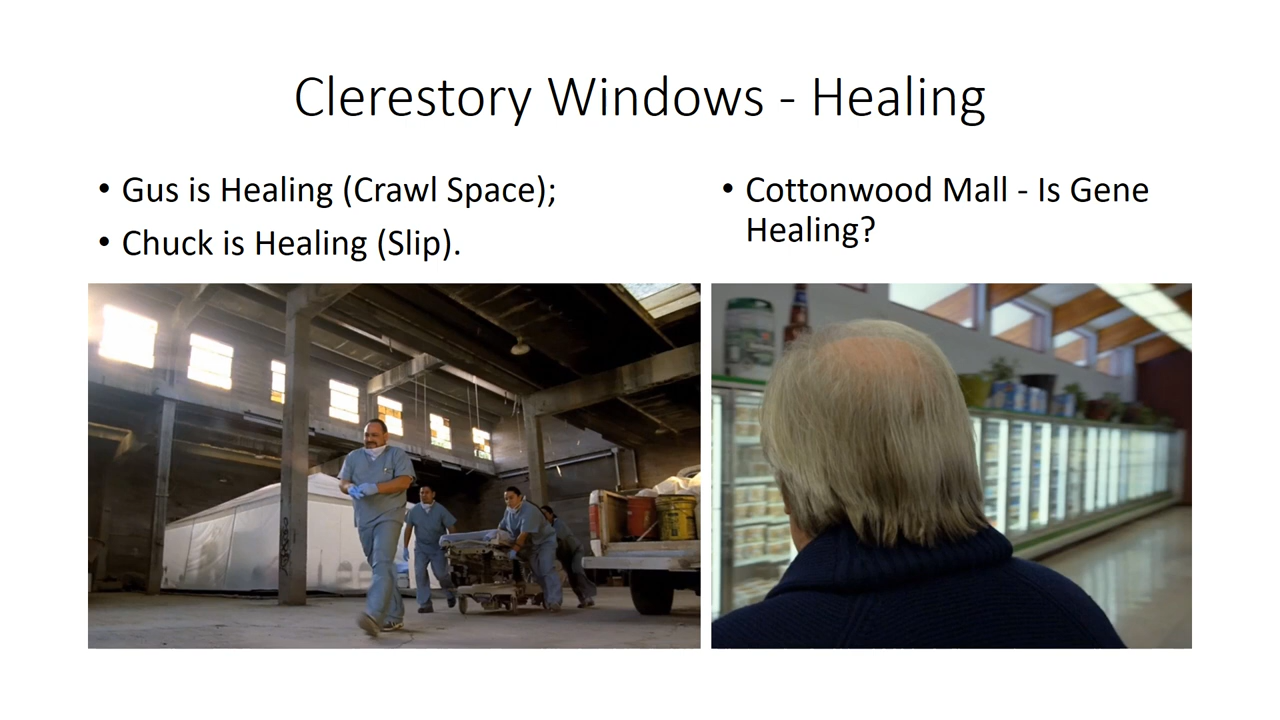 Clerestory Windows - Healing
• Gus is Healing (Crawl Space);
• Chuck is Healing (Slip).
• Cottonwood Mall - Is Gene
Healing?